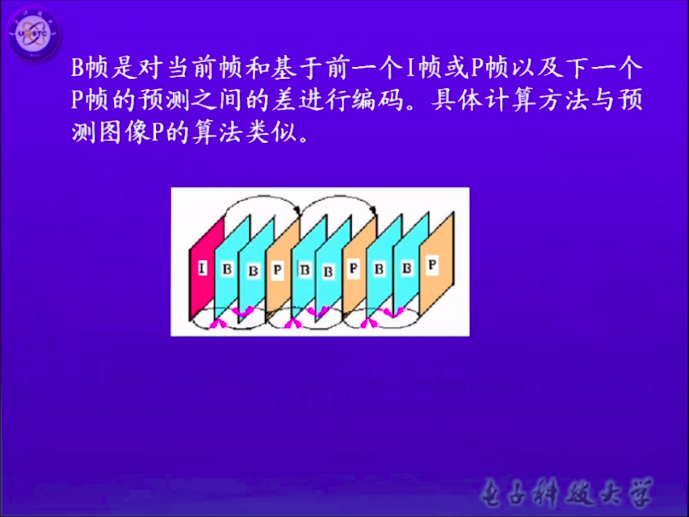 B帧是对当前帧和基于前一个I帧或P帧以及下一个
P帧的预测之间的差进行编码。具体计算方法与预
测图像P的算法类似。
I B B P B B P B B P
电子科技大学